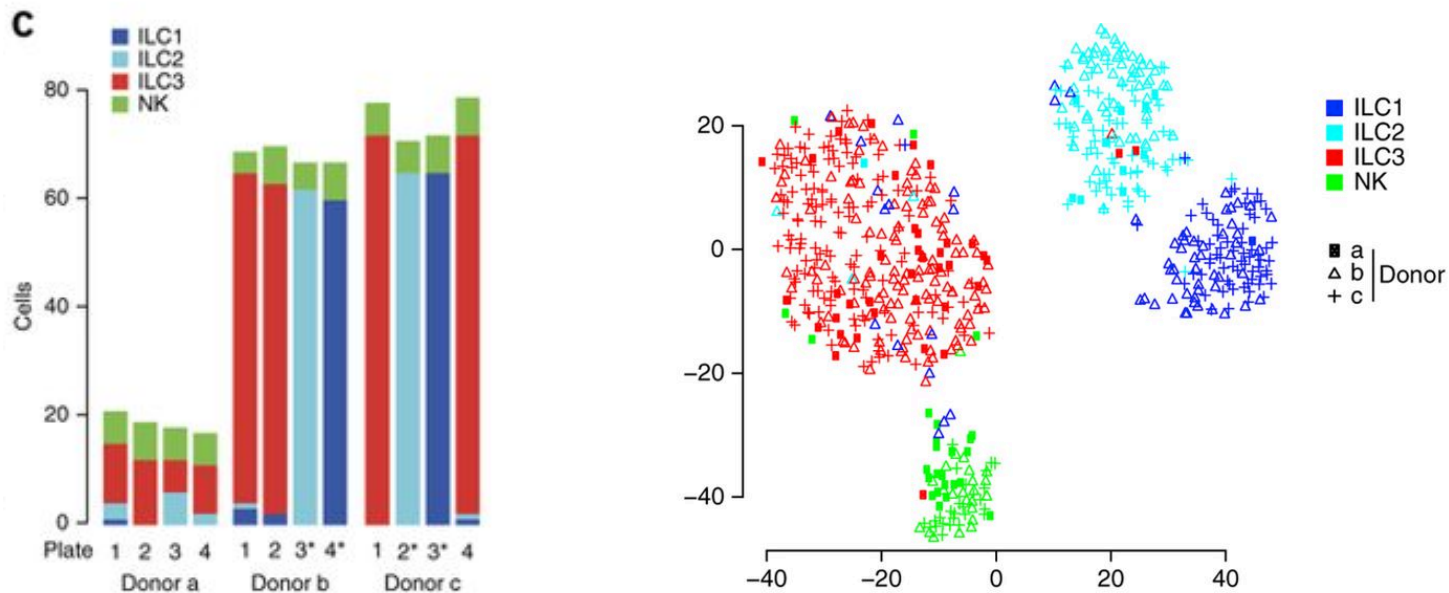 C
ILC1
ILC2
ILC3
NK
80
60
40
20
0
Cells
Plate 1 2 3 4 1 2 3* 4* 1 2* 3* 4
Donor a Donor b Donor c
20
0
−20
−40
−40 −20 0 20 40
ILC1
ILC2
ILC3
NK
a
b Donor
c